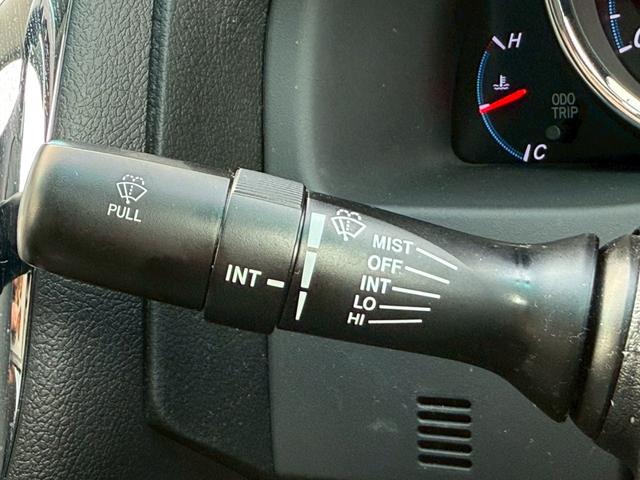 H
ODO
TRIP
C
PULL
INT
MIST
OFF
INT
LO
HI